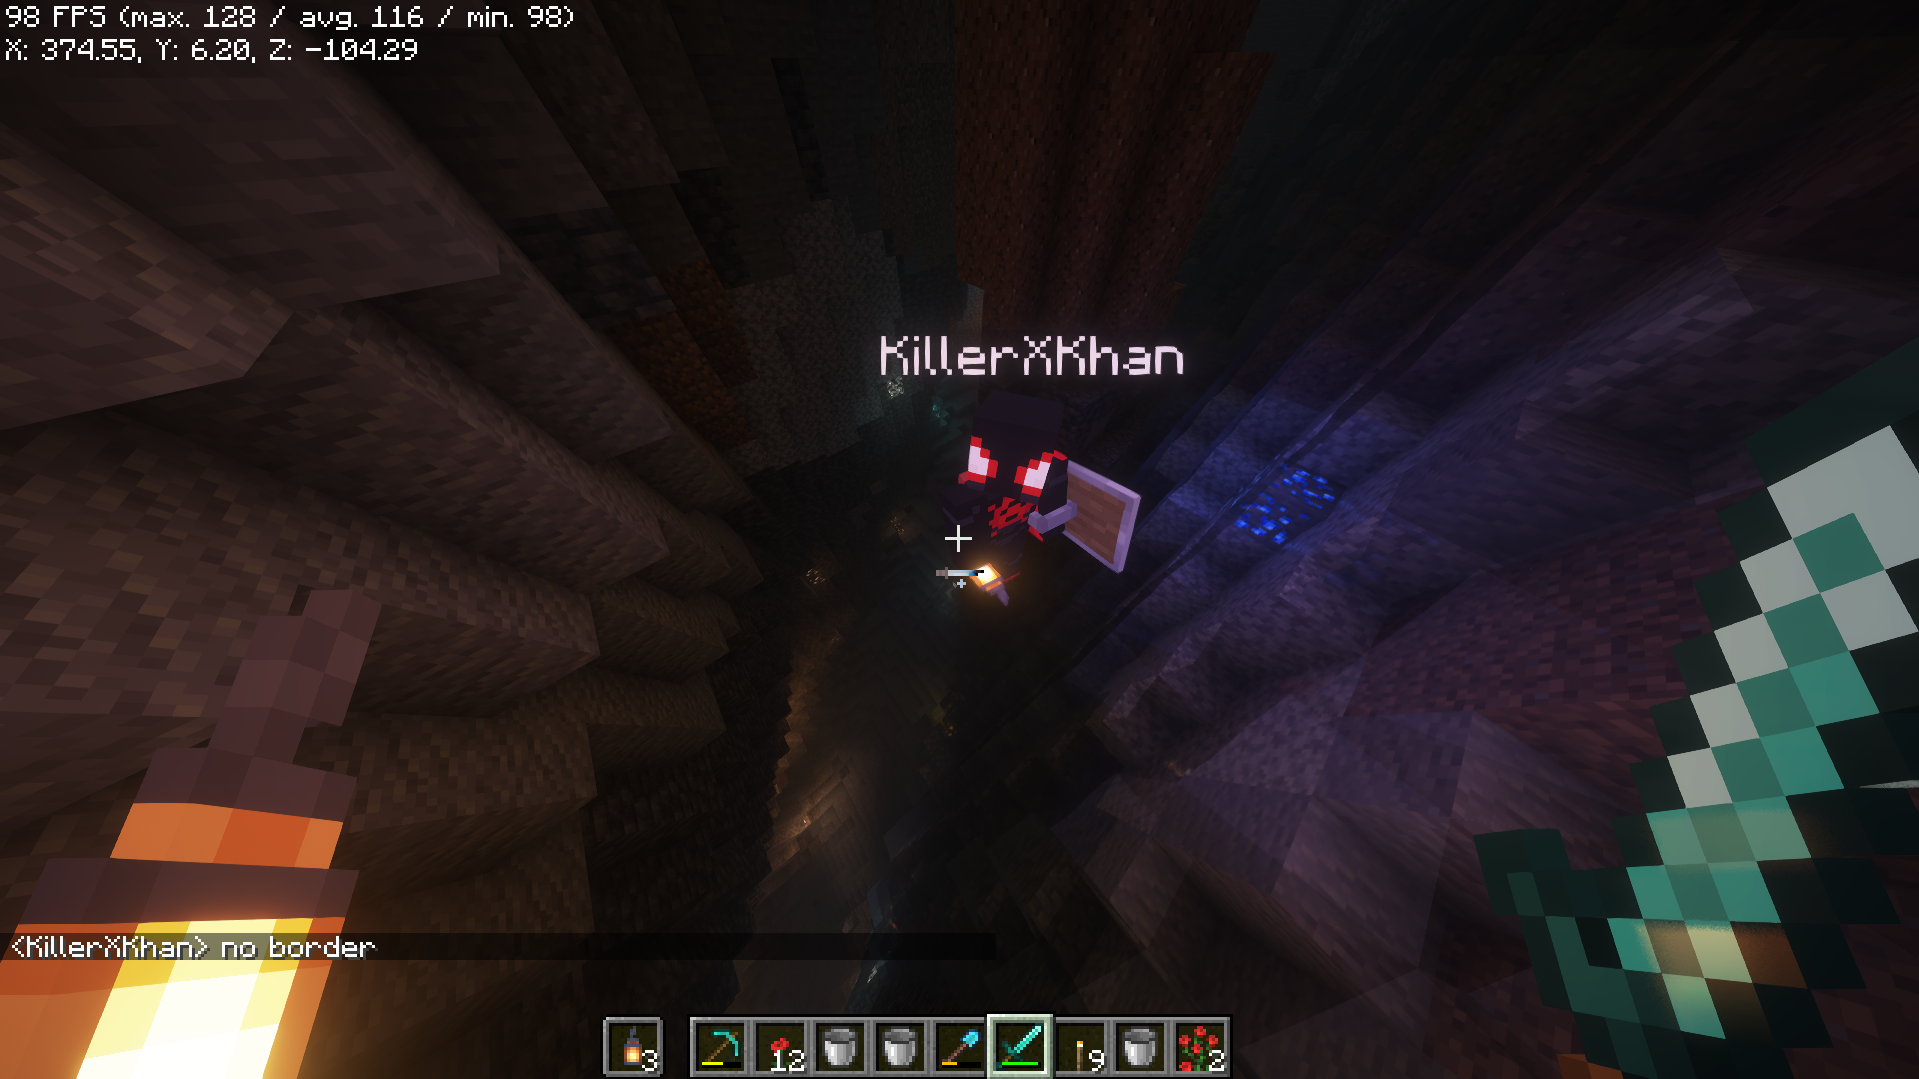 98 FPS (max. 128 / avg. 116 / min. 98)
X: 374.55, Y: 6.20, Z: -104.29
KillerXKhan
<KillerXKhan> no border
3
12
9
2